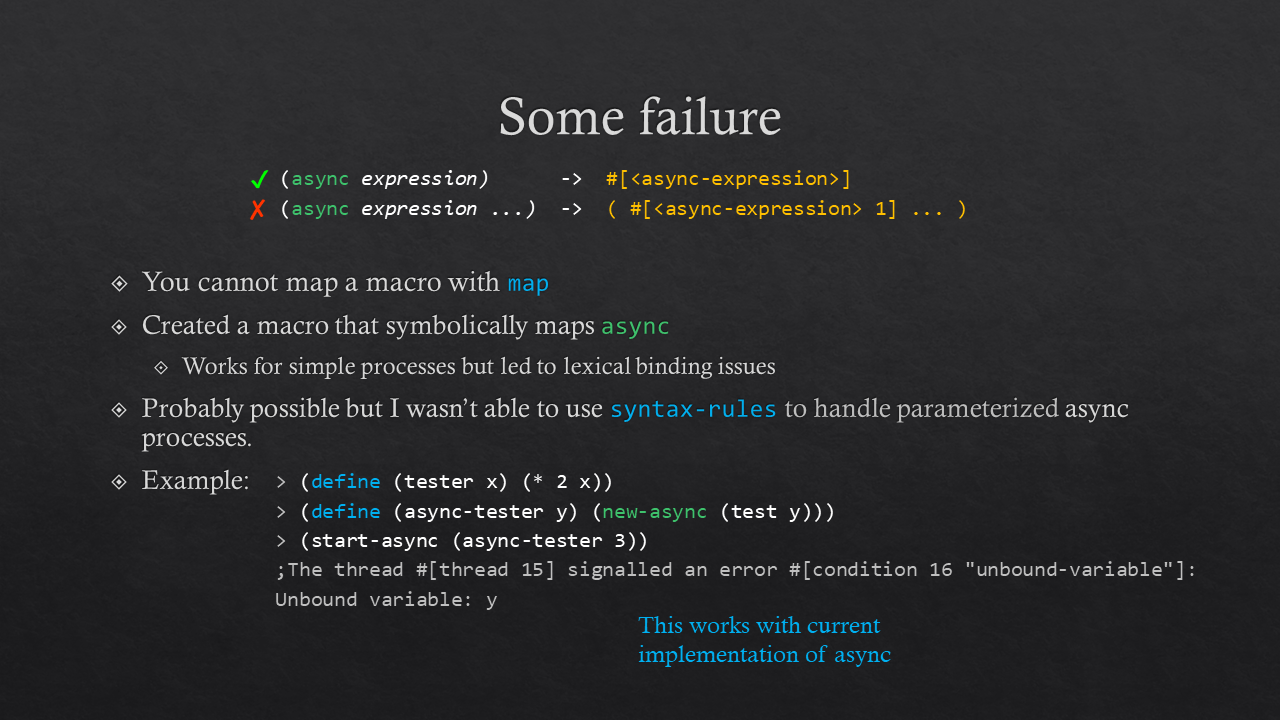 Some failure
✓ (async expression) -> #[<async-expression>]
✗ (async expression ...) -> ( #[<async-expression> 1] ... )
You cannot map a macro with map
Created a macro that symbolically maps async
Works for simple processes but led to lexical binding issues
Probably possible but I wasn’t able to use syntax-rules to handle parameterized async
processes.
Example: > (define (tester x) (* 2 x))
> (define (async-tester y) (new-async (test y)))
> (start-async (async-tester 3))
;The thread #[thread 15] signalled an error #[condition 16 "unbound-variable"]:
Unbound variable: y
This works with current
implementation of async